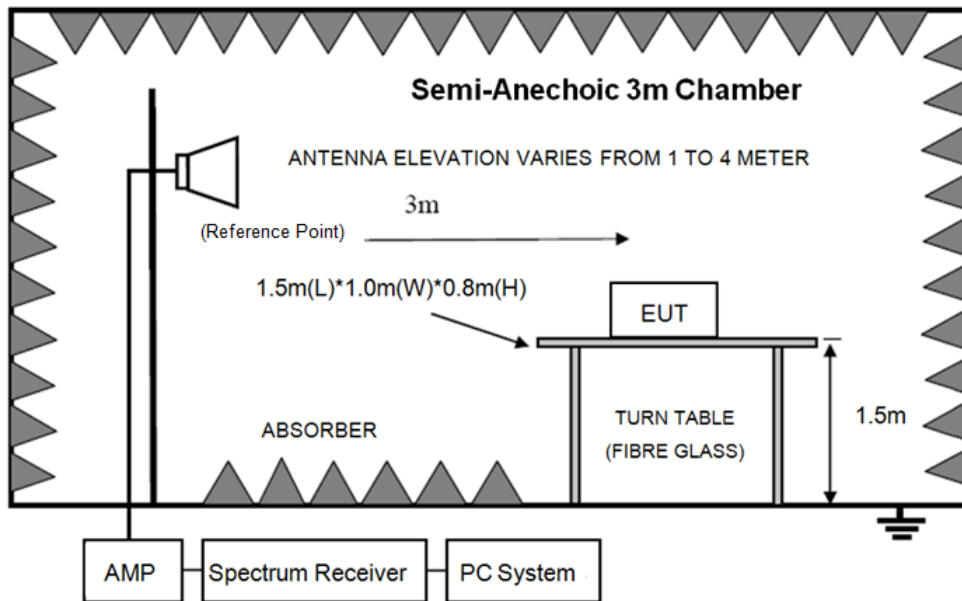 Semi-Anechoic 3m Chamber
ANTENNA ELEVATION VARIES FROM 1 TO 4 METER
3m
(Reference Point)
1.5m(L)*1.0m(W)*0.8m(H)
EUT
ABSORBER
TURN TABLE
(FIBRE GLASS)
1.5m
AMP
Spectrum Receiver
PC System